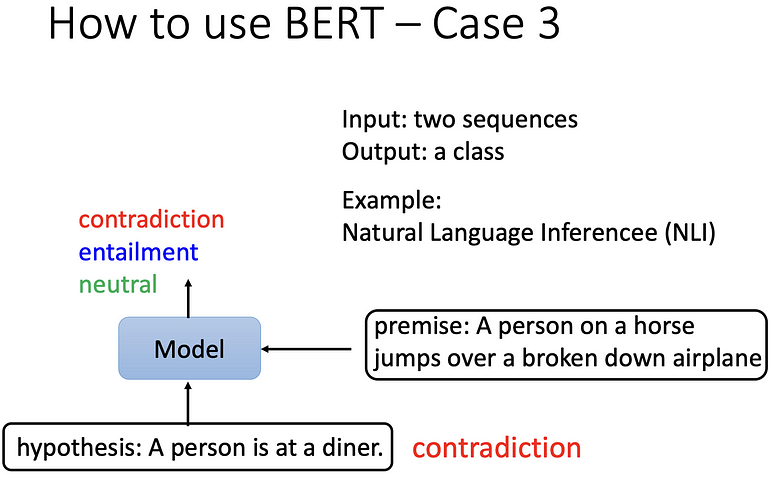 How to use BERT – Case 3
Input: two sequences
Output: a class
Example:
Natural Language Inferencee (NLI)
contradiction
entailment
neutral
Model
premise: A person on a horse
jumps over a broken down airplane
hypothesis: A person is at a diner.
contradiction